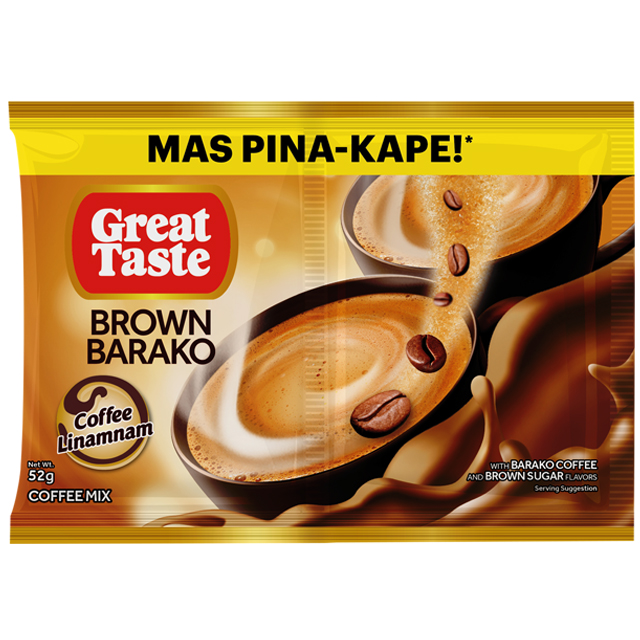 MAS PINA-KAPE!*
Great
Taste
BROWN
BARAKO
Coffee
Linamnam
Net Wt.
52g
COFFEE MIX
WITH BARAKO COFFEE
AND BROWN SUGAR FLAVORS
Serving Suggestion